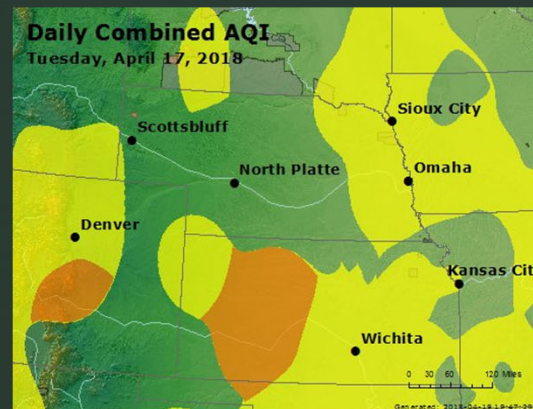 Daily Combined AQI
Tuesday, April 17, 2018
Sioux City
Scottsbluff
North Platte
Omaha
Denver
Kansas Cit
Wichita
0 30 60 120 Miles